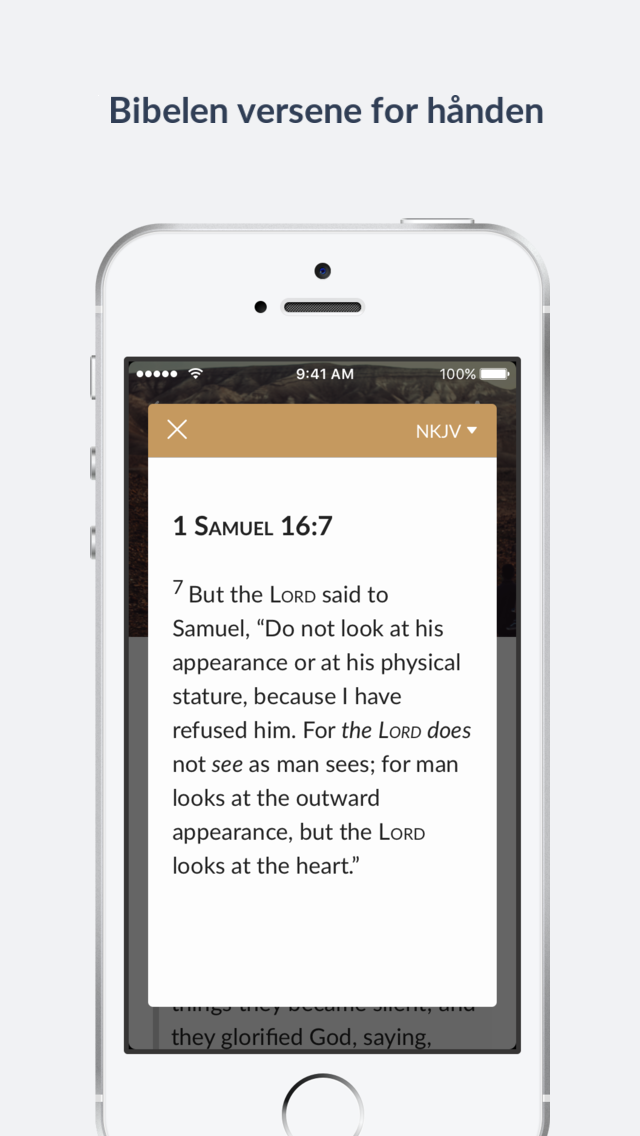 Bibelen versene for hånden
9:41 AM
100%
NKJV
1 SAMUEL 16:7
7 But the LORD said to
Samuel, “Do not look at his
appearance or at his physical
stature, because I have
refused him. For the LORD does
not see as man sees; for man
looks at the outward
appearance, but the LORD
looks at the heart.”
things they became silent; and
they glorified God, saying,